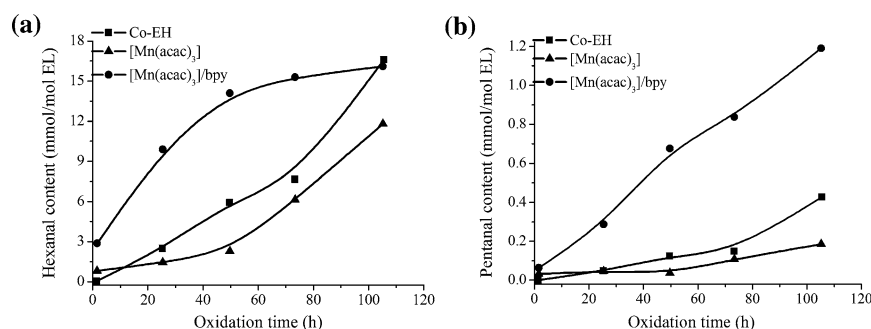 (a)
Co-EH
[Mn(acac)3]
[Mn(acac)3]/bpy
Hexanal content (mmol/mol EL)
18
15
12
9
6
3
0
0 20 40 60 80 100 120
Oxidation time (h)
(b)
Co-EH
[Mn(acac)3]
[Mn(acac)3]/bpy
Pentanal content (mmol/mol EL)
1.2
1.0
0.8
0.6
0.4
0.2
0.0
0 20 40 60 80 100 120
Oxidation time (h)